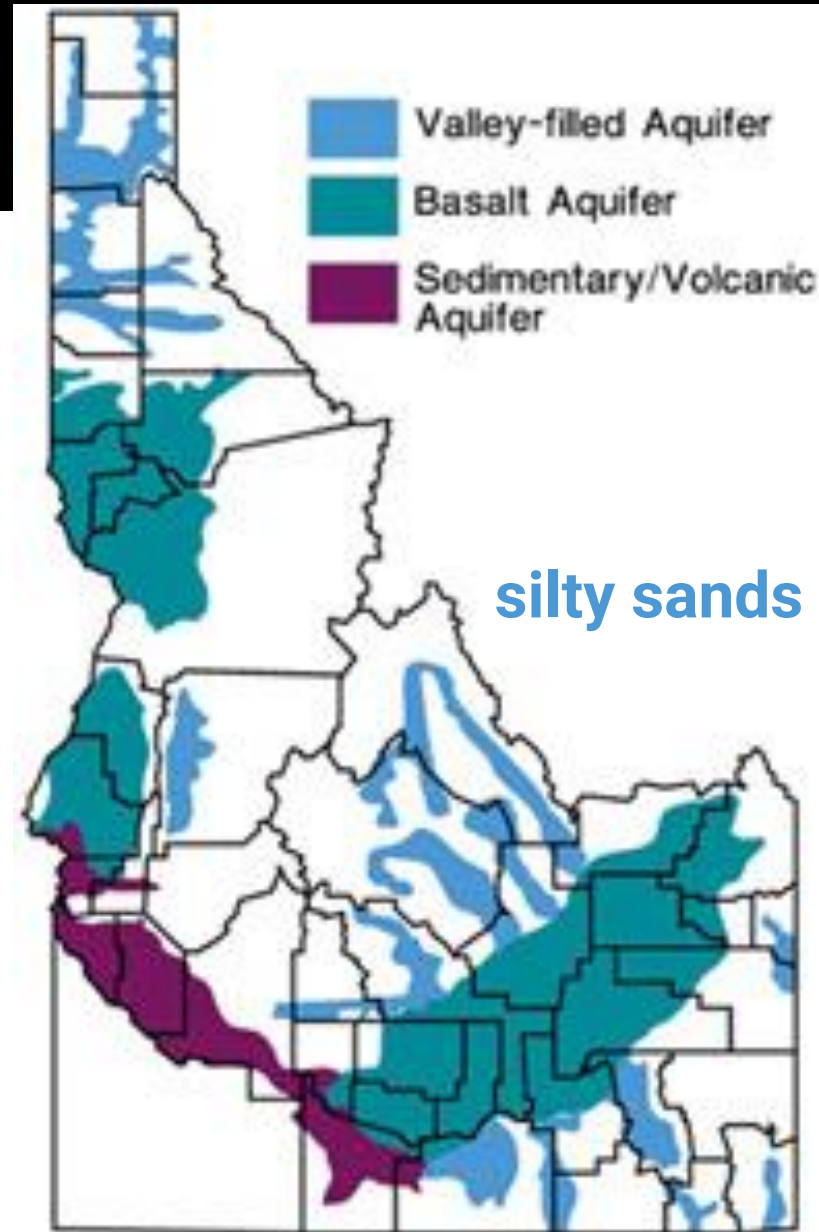 Valley-filled Aquifer
Basalt Aquifer
Sedimentary/Volcanic
Aquifer
silty sands